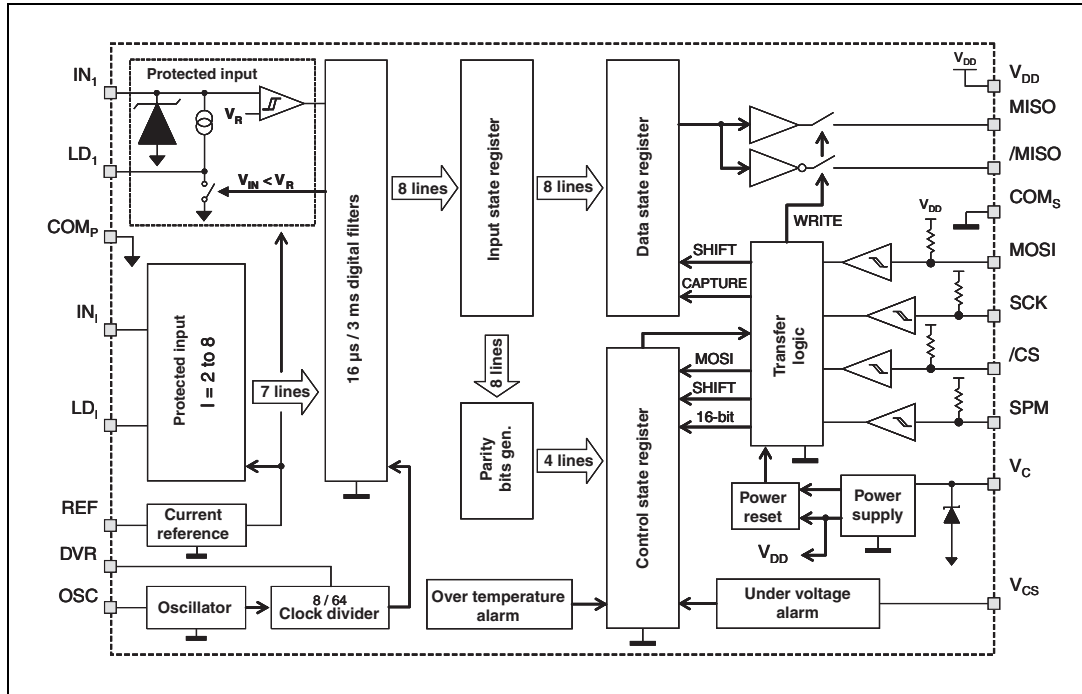 IN1
Protected input
VR
LD1
VIN < VR
COMP
INI
LDI
Protected input
I = 2 to 8
7 lines
REF
Current
reference
DVR
OSC
Oscillator
8 / 64
Clock divider
16 µs / 3 ms digital filters
8 lines
Input state register
8 lines
8 lines
Parity
bits gen.
4 lines
Over temperature
alarm
Data state register
Control state register
WRITE
SHIFT
CAPTURE
MOSI
SHIFT
16-bit
Transfer
logic
Power
reset
Power
supply
VDD
Under voltage
alarm
VDD
VDD
VDD
MISO
/MISO
COMS
MOSI
SCK
/CS
SPM
VC
VCS